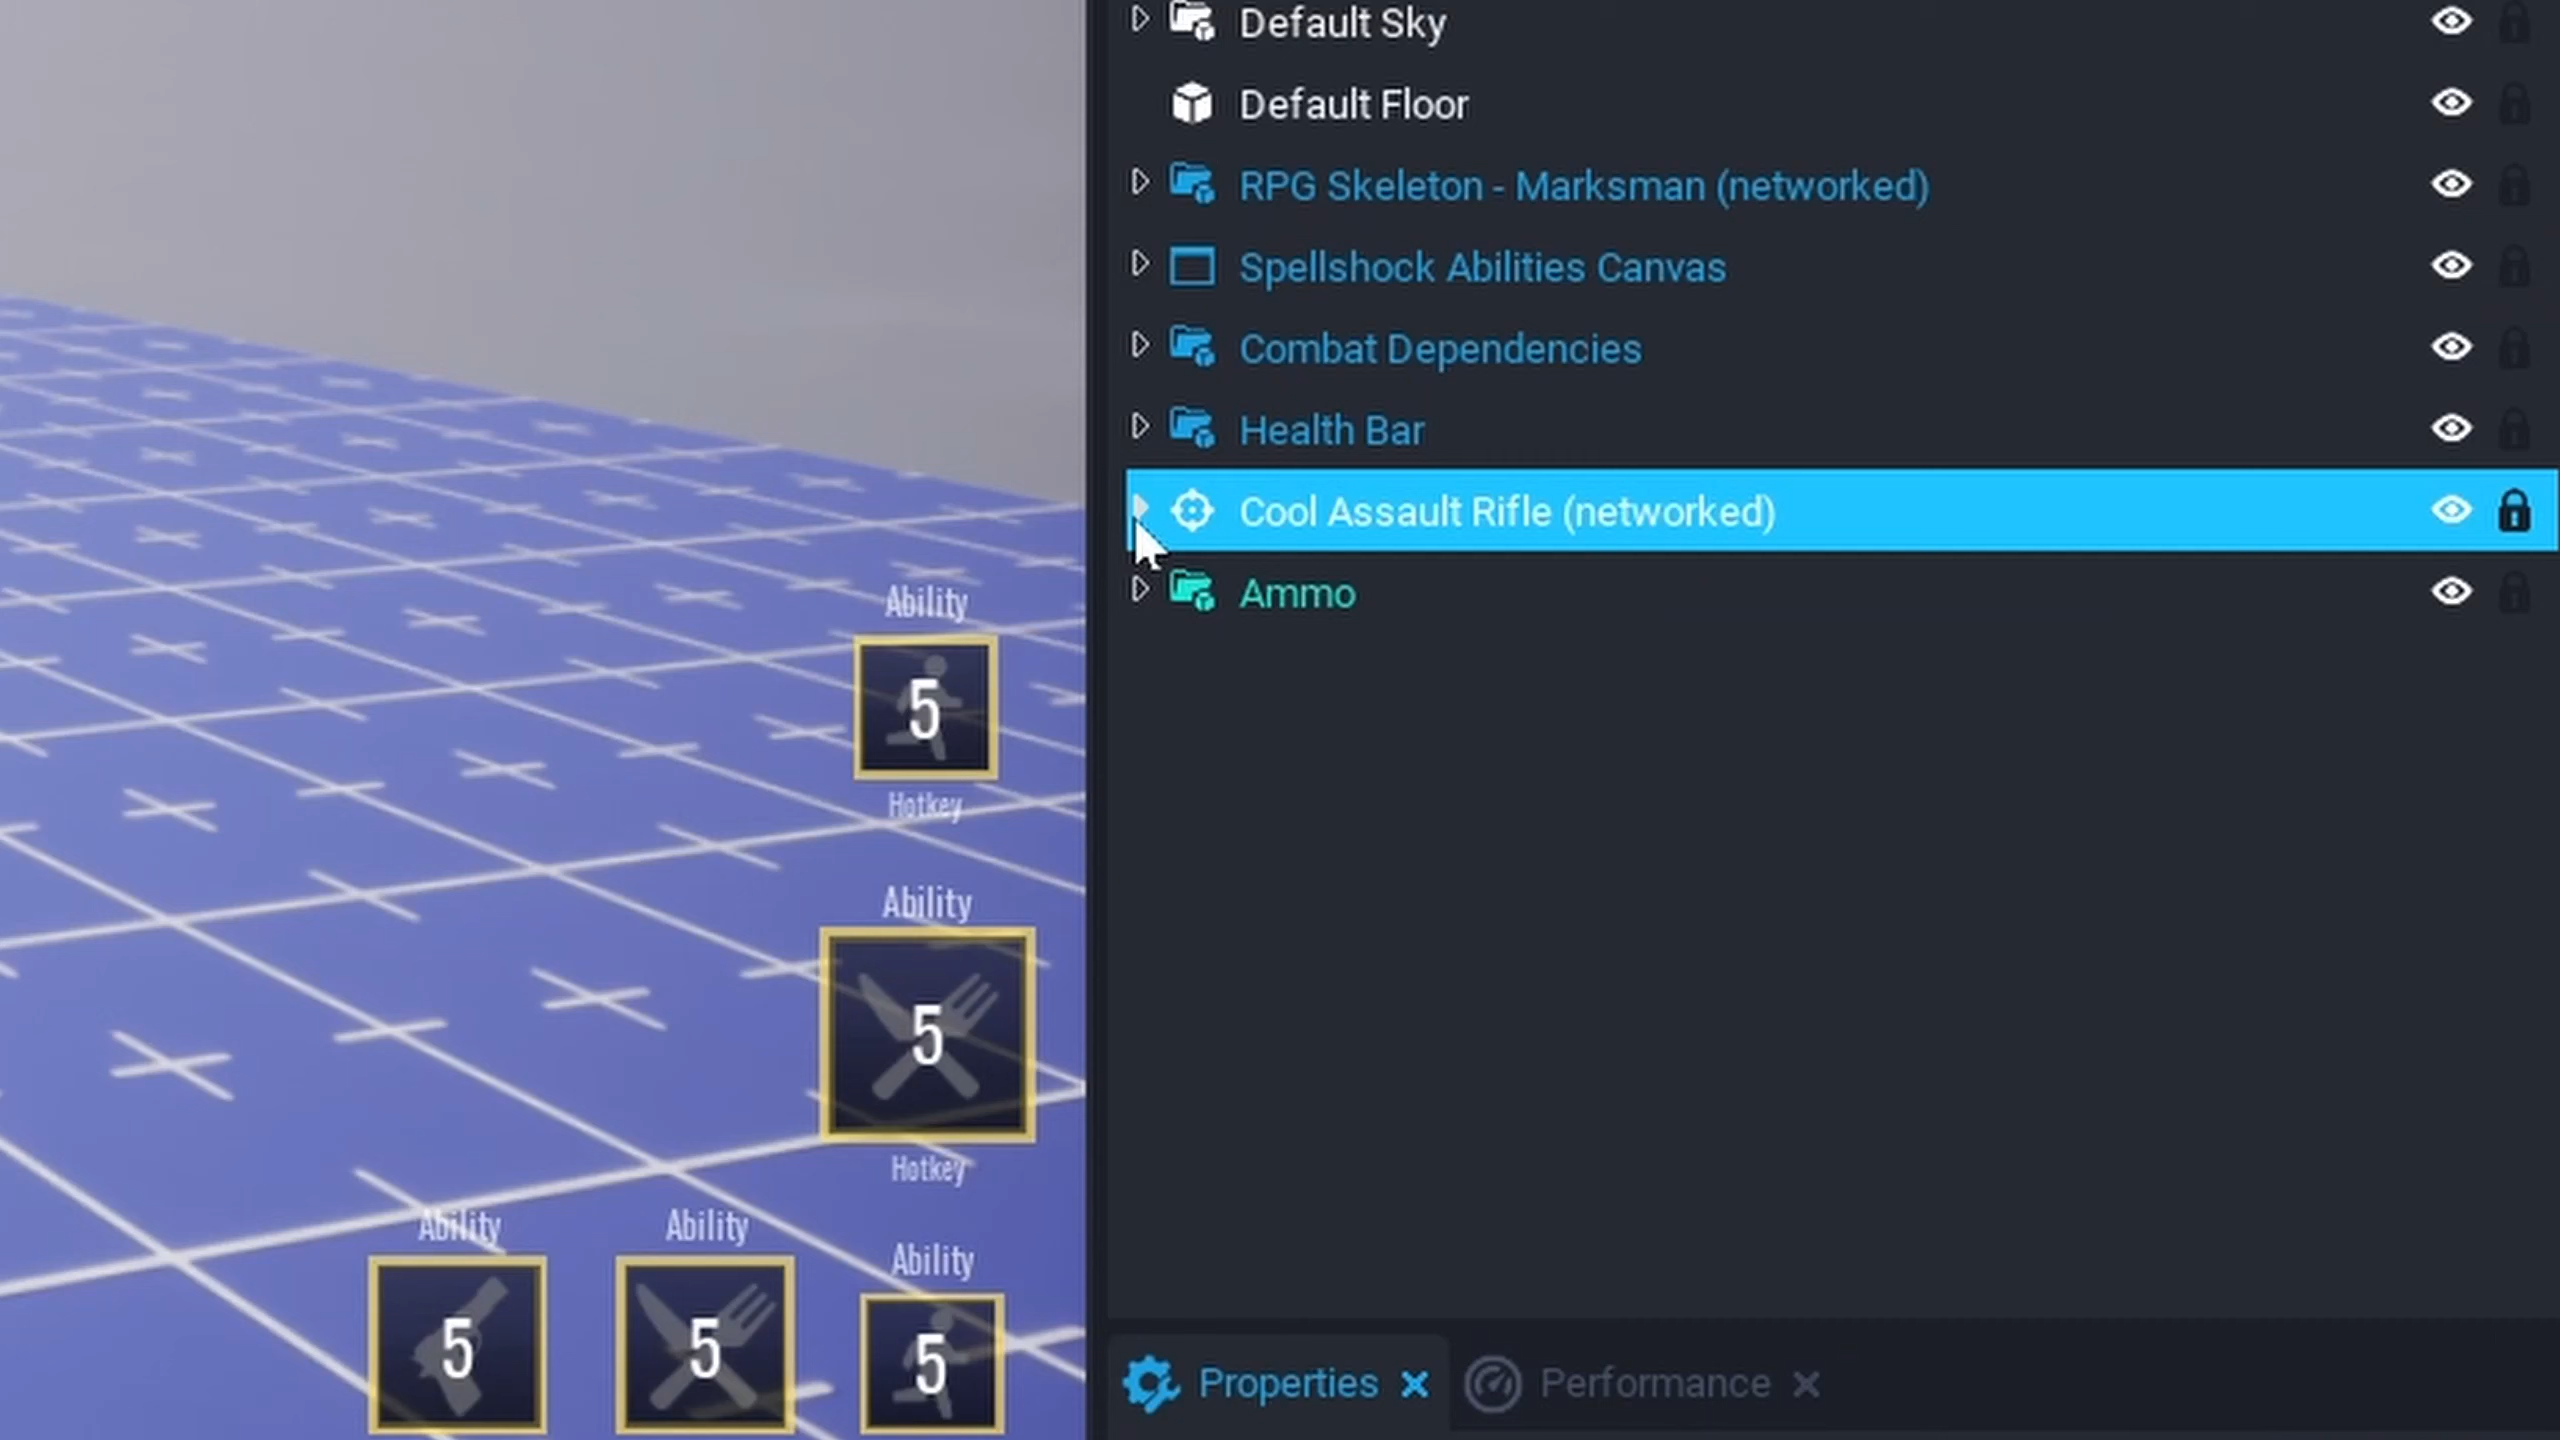 Default Sky
Default Floor
RPG Skeleton - Marksman (networked)
Spellshock Abilities Canvas
Combat Dependencies
Health Bar
Cool Assault Rifle (networked)
Ammo
Ability
5
Hotkey
Ability
5
Hotkey
Ability
5
Ability
5
Ability
5
Properties
Performance